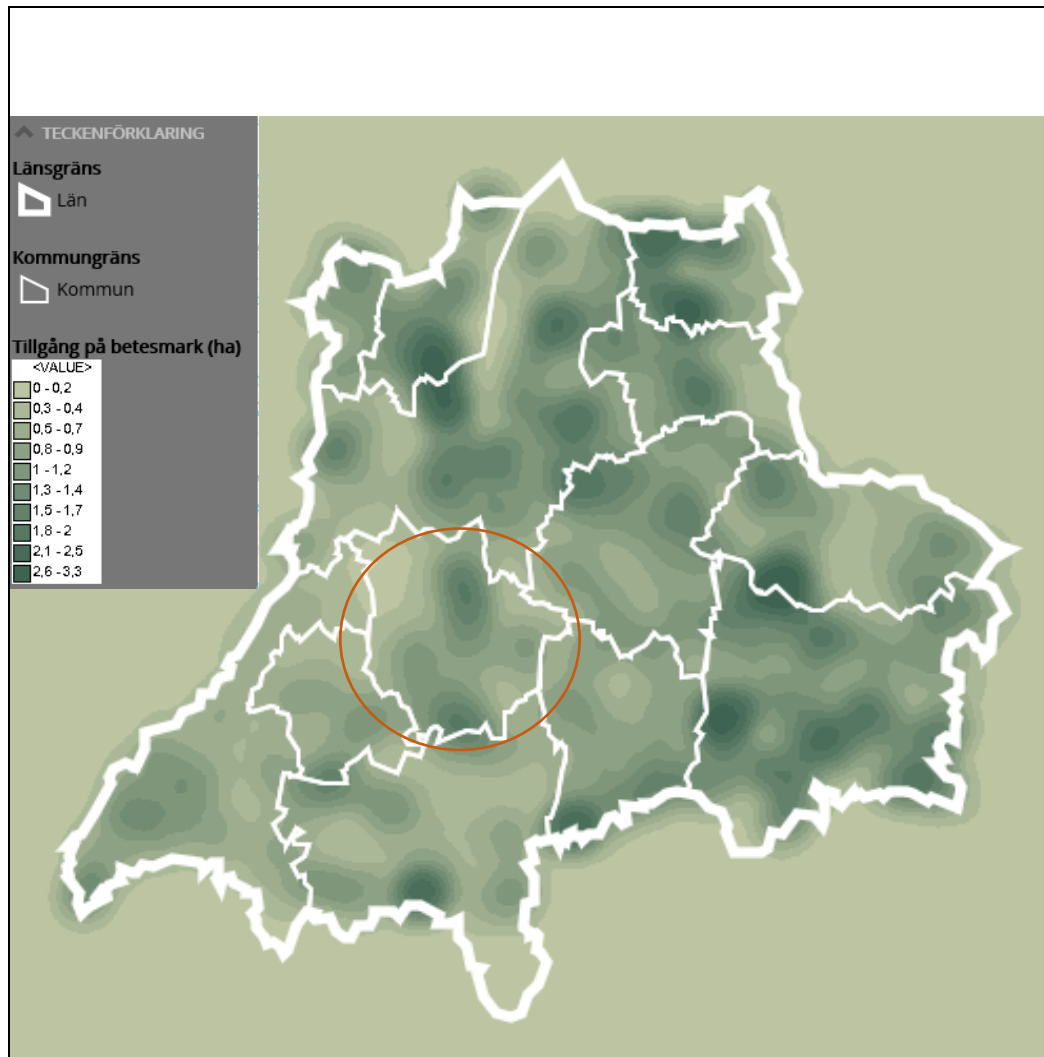 TECKENFÖRKLARING
Länsgräns
Län
Kommungräns
Kommun
Tillgång på betesmark (ha)
<VALUE>
0 - 0,2
0,3 - 0,4
0,5 - 0,7
0,8 - 0,9
1 - 1,2
1,3 - 1,4
1,5 - 1,7
1,8 - 2
2,1 - 2,5
2,6 - 3,3